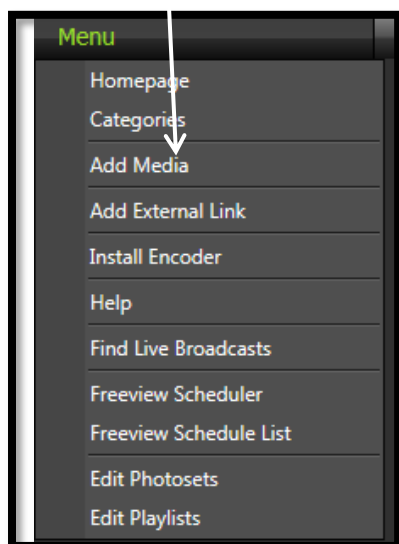 Menu
Homepage
Categories
Add Media
Add External Link
Install Encoder
Help
Find Live Broadcasts
Freeview Scheduler
Freeview Schedule List
Edit Photosets
Edit Playlists